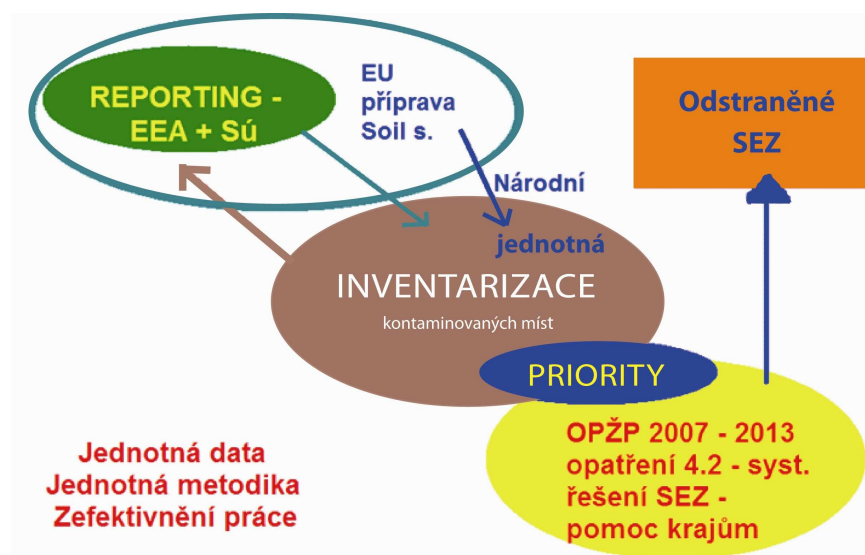 REPORTING -
EEA + Sú
EU
příprava
Soil s.
Odstraněné
SEZ
Národní
jednotná
INVENTARIZACE
kontaminovaných míst
PRIORITY
OPŽP 2007 - 2013
opatření 4.2 - syst.
řešení SEZ -
pomoc krajům
Jednotná data
Jednotná metodika
Zefektivnění práce